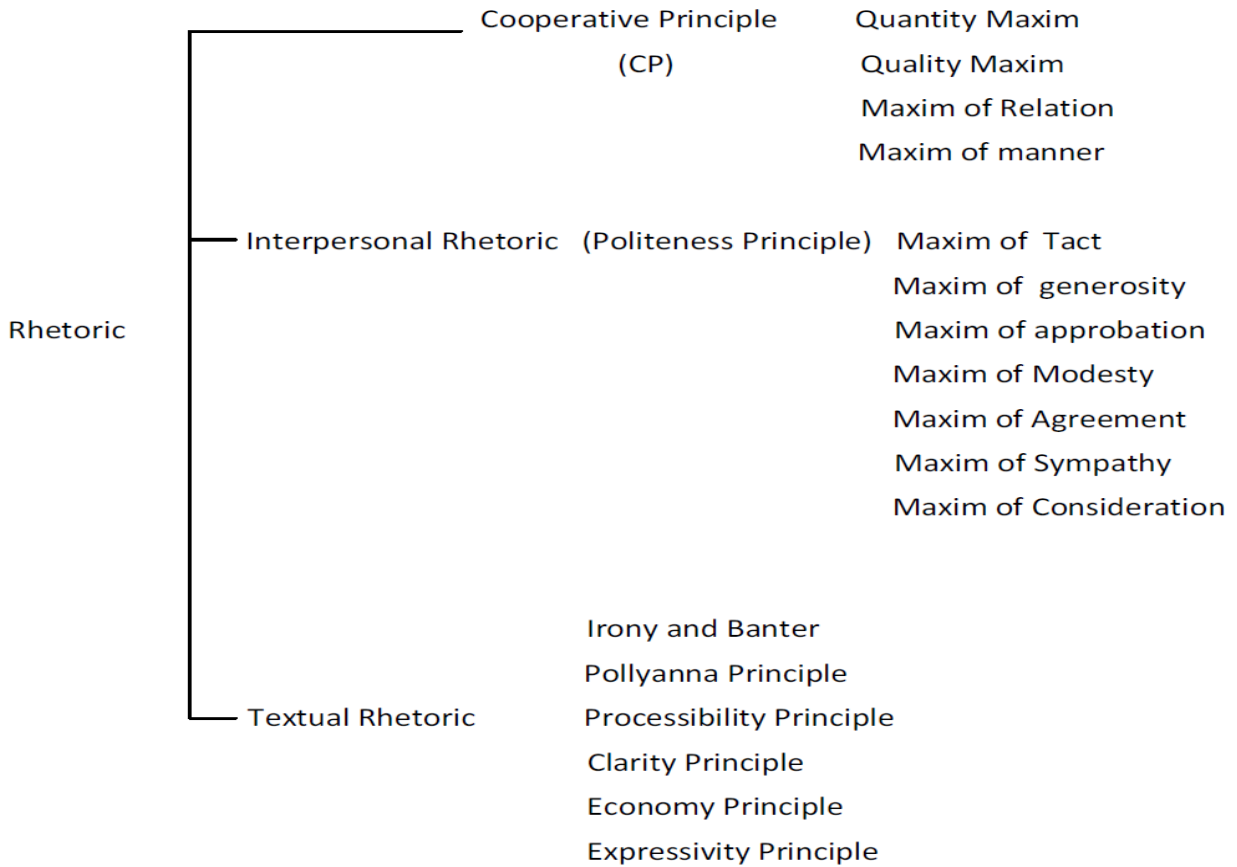 Cooperative Principle Quantity Maxim
(CP) Quality Maxim
Maxim of Relation
Maxim of manner
Interpersonal Rhetoric (Politeness Principle) Maxim of Tact
Maxim of generosity
Rhetoric Maxim of approbation
Maxim of Modesty
Maxim of Agreement
Maxim of Sympathy
Maxim of Consideration
Irony and Banter
Pollyanna Principle
Textual Rhetoric Processibility Principle
Clarity Principle
Economy Principle
Expressivity Principle